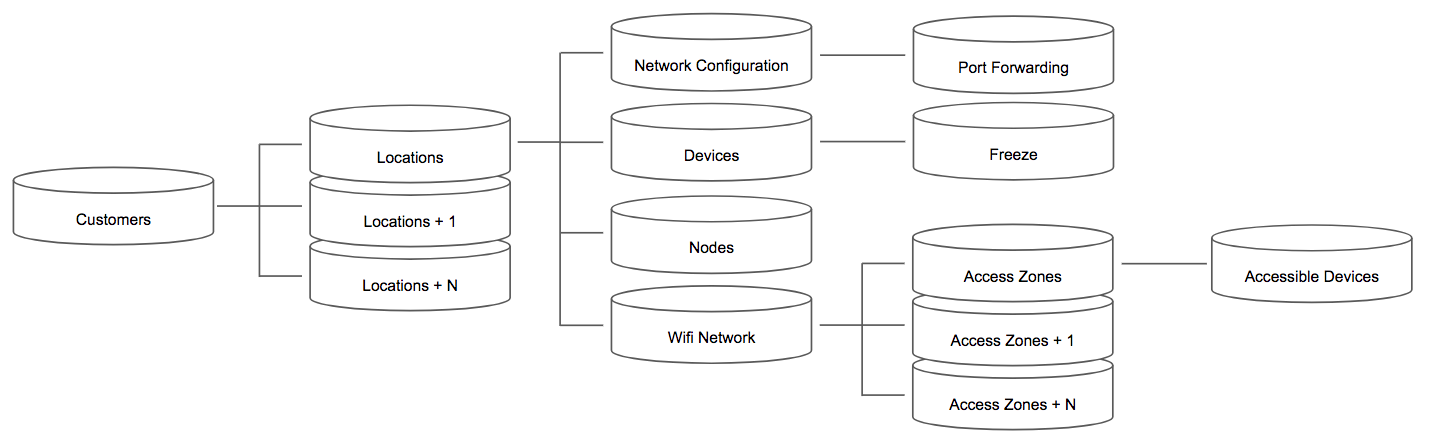 Customers
Locations
Locations + 1
Locations + N
Network Configuration
Devices
Nodes
Wifi Network
Port Forwarding
Freeze
Access Zones
Access Zones + 1
Access Zones + N
Accessible Devices